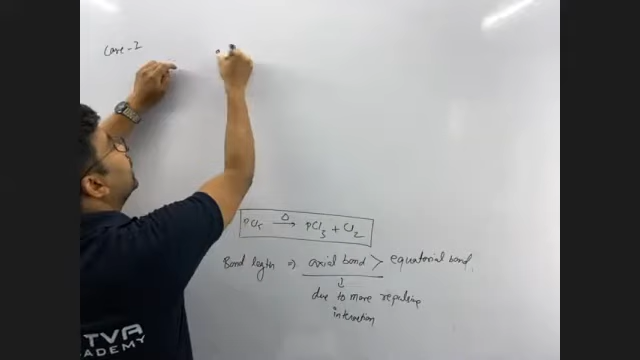 Case-2
PCl5 Δ→ PCl3 + Cl2
Bond length ⇒ axial bond > equatorial bond.
↓
due to more repulsive
interaction
TVA
ACADEMY